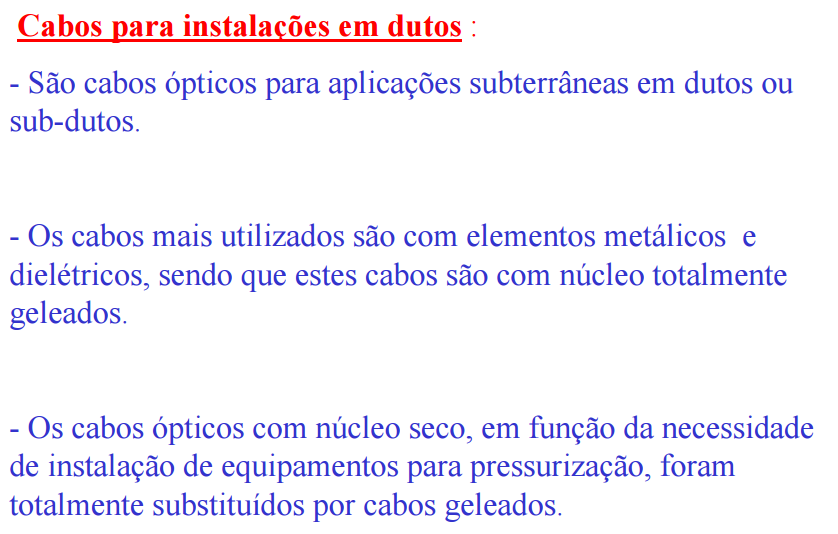 Cabos para instalações em dutos :
- São cabos ópticos para aplicações subterrâneas em dutos ou
sub-dutos.
- Os cabos mais utilizados são com elementos metálicos  e
dielétricos, sendo que estes cabos são com núcleo totalmente
geleados.
- Os cabos ópticos com núcleo seco, em função da necessidade
de instalação de equipamentos para pressurização, foram
totalmente substituídos por cabos geleados.